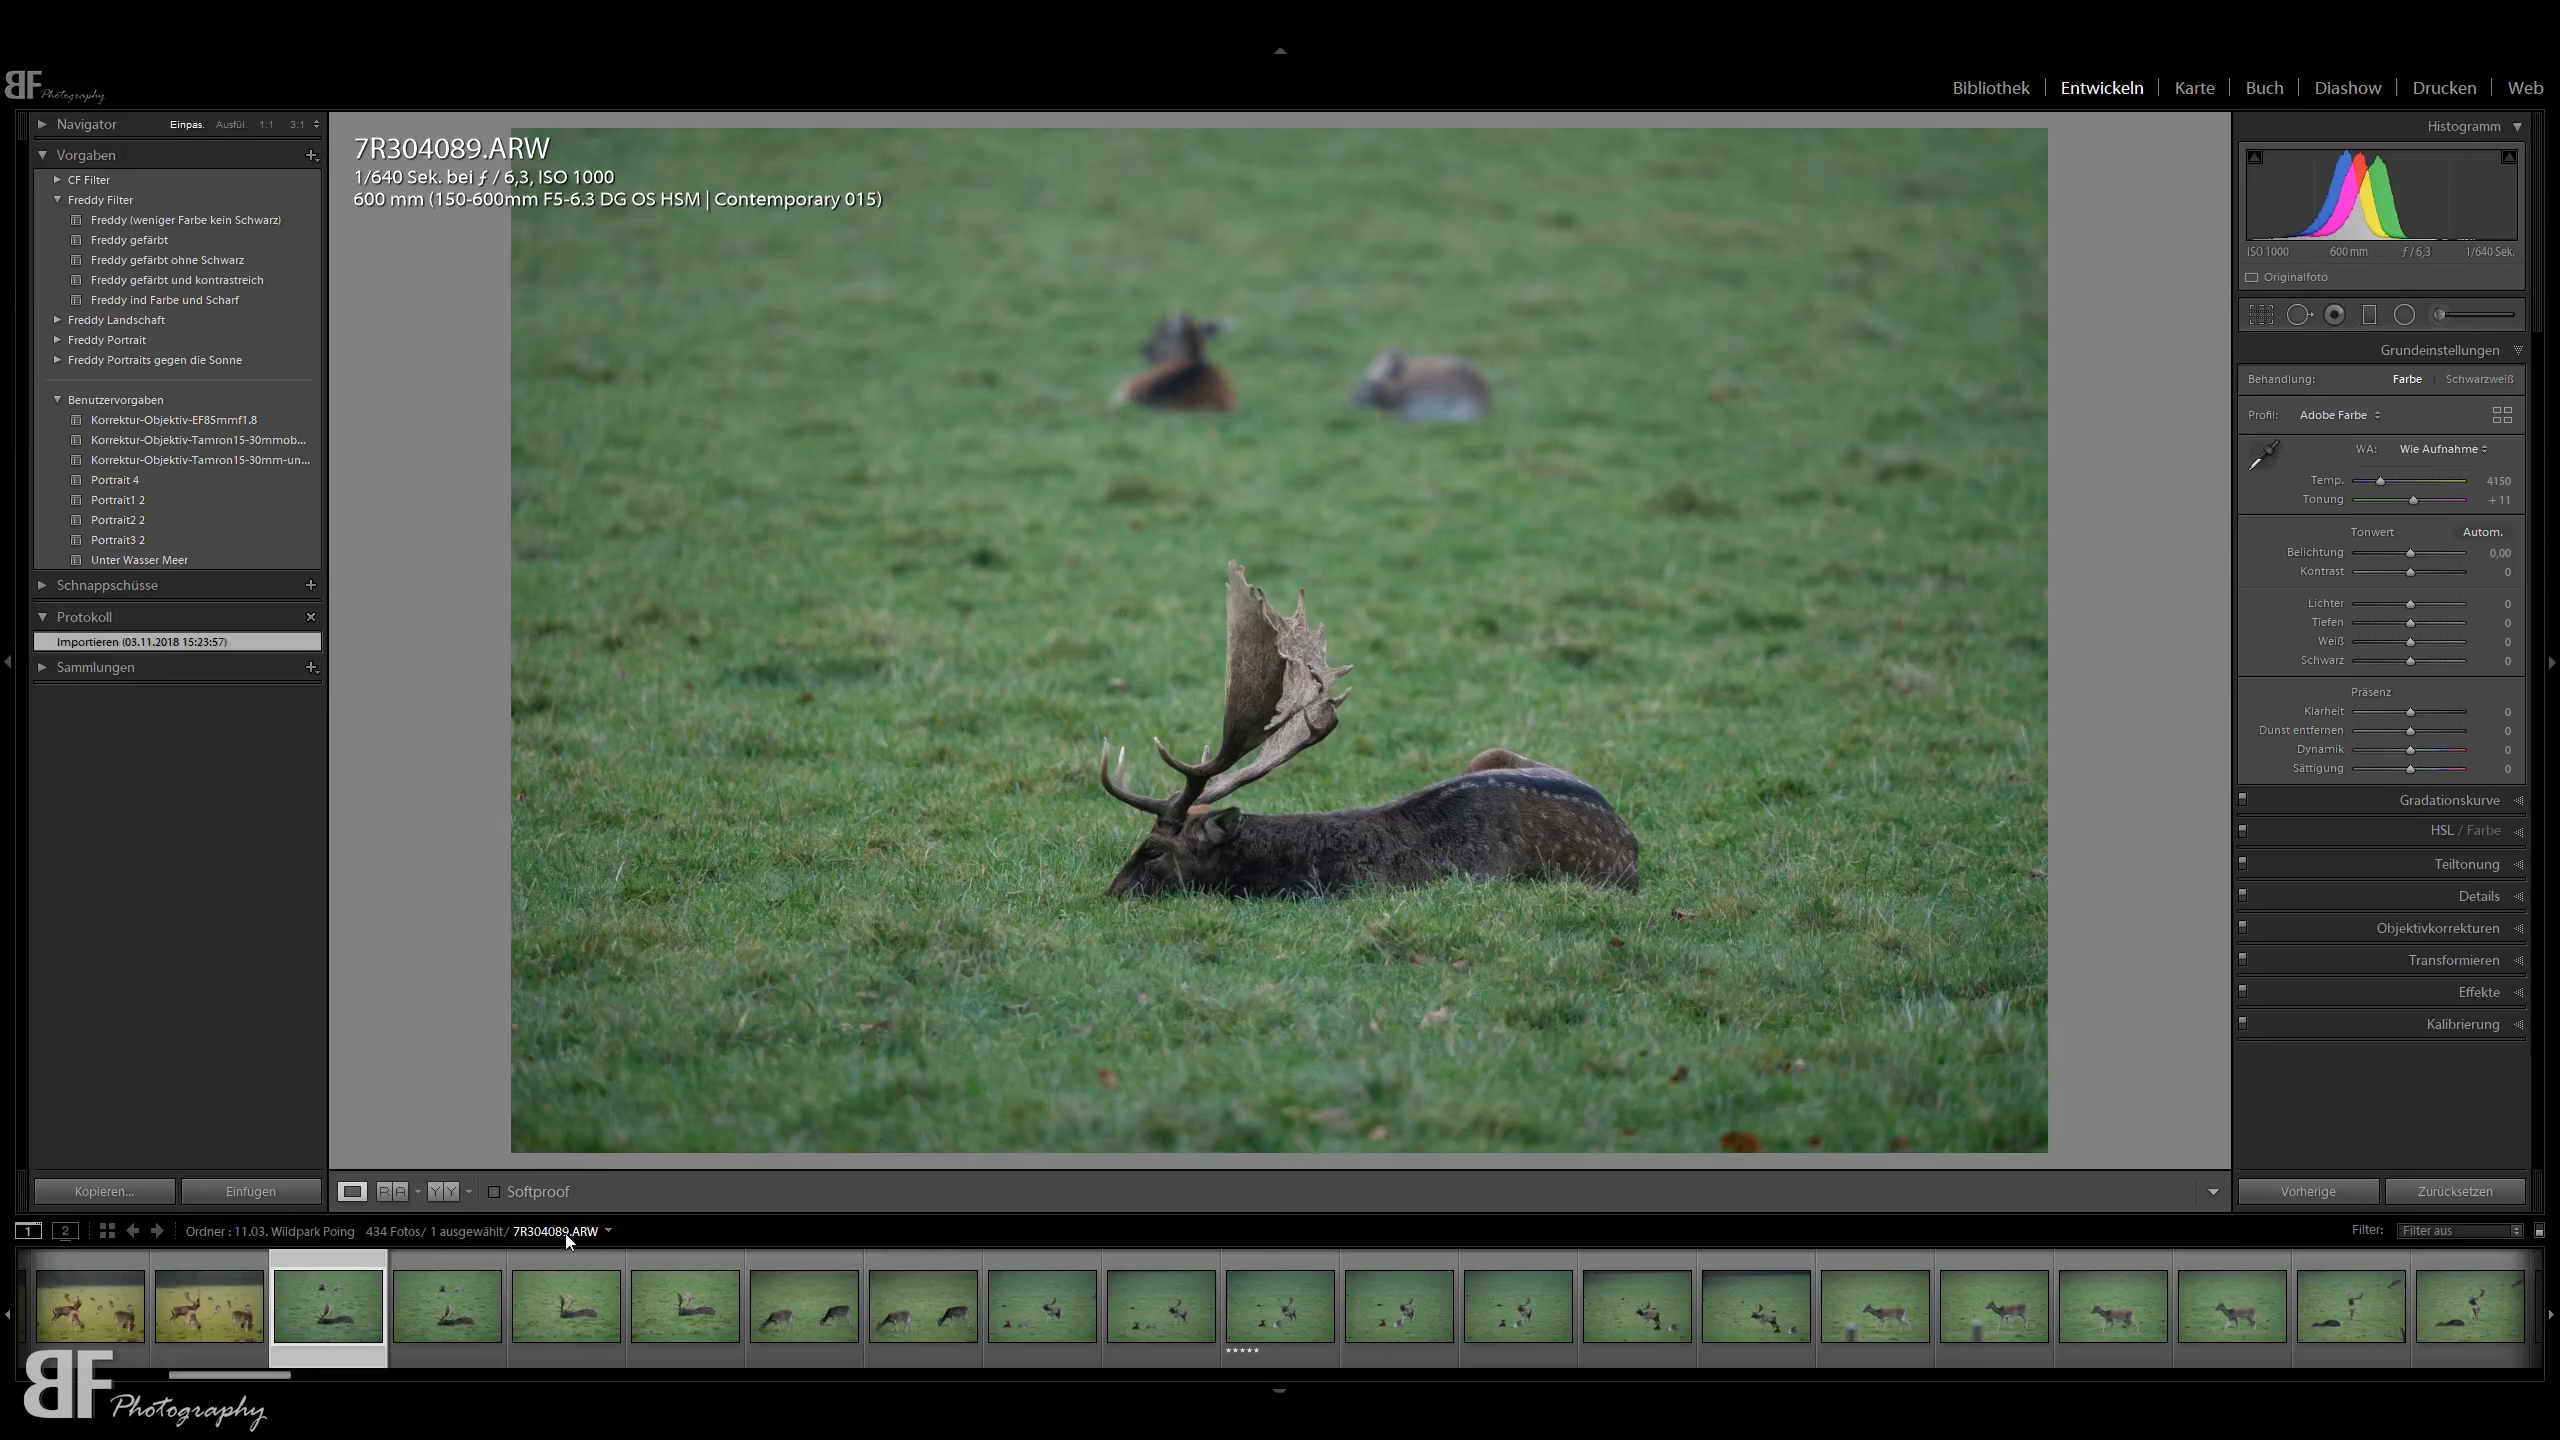 BF Photography
Bibliothek | Entwickeln | Karte | Buch | Diashow | Drucken | Web
Navigator Einpas. Ausfül. 1:1 3:1
Vorgaben
CF Filter
Freddy Filter
Freddy (weniger Farbe kein Schwarz)
Freddy gefärbt
Freddy gefärbt ohne Schwarz
Freddy gefärbt und kontrastreich
Freddy ind Farbe und Scharf
Freddy Landschaft
Freddy Portrait
Freddy Portraits gegen die Sonne
Benutzervorgaben
Korrektur-Objektiv-EF85mmf1.8
Korrektur-Objektiv-Tamron15-30mmob...
Korrektur-Objektiv-Tamron15-30mm-un...
Portrait 4
Portrait1 2
Portrait2 2
Portrait3 2
Unter Wasser Meer
Schnappschüsse
Protokoll
Importieren (03.11.2018 15:23:57)
Sammlungen
Kopieren... Einfügen
7R304089.ARW
1/640 Sek. bei ƒ / 6,3, ISO 1000
600 mm (150-600mm F5-6.3 DG OS HSM | Contemporary 015)
Histogramm
ISO 1000 600 mm ƒ / 6,3 1/640 Sek.
Originalfoto
Grundeinstellungen
Behandlung: Farbe | Schwarzweiß
Profil: Adobe Farbe
WA: Wie Aufnahme
Temp. 4150
Tonung + 11
Tonwert Autom.
Belichtung 0,00
Kontrast 0
Lichter 0
Tiefen 0
Weiß 0
Schwarz 0
Präsenz
Klarheit 0
Dunst entfernen 0
Dynamik 0
Sättigung 0
Gradationskurve
HSL / Farbe
Teiltonung
Details
Objektivkorrekturen
Transformieren
Effekte
Kalibrierung
Vorherige Zurücksetzen
R A Y Y Softproof
1 2 Ordner : 11.03. Wildpark Poing 434 Fotos/ 1 ausgewählt/ 7R304089.ARW
Filter: Filter aus
BF Photography